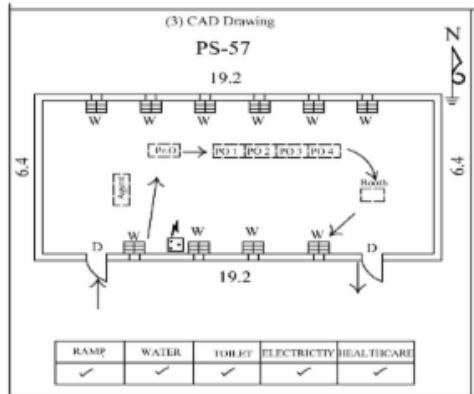 (3) CAD Drawing
PS-57
N
19.2
W W W W W W
6.4
6.4
Pr.O
PO 1 PO 2 PO 3 PO 4
Agent
Booth
W W W W
D
D
19.2
RAMP WATER TOILET ELECTRICTIY HEALTHCARE